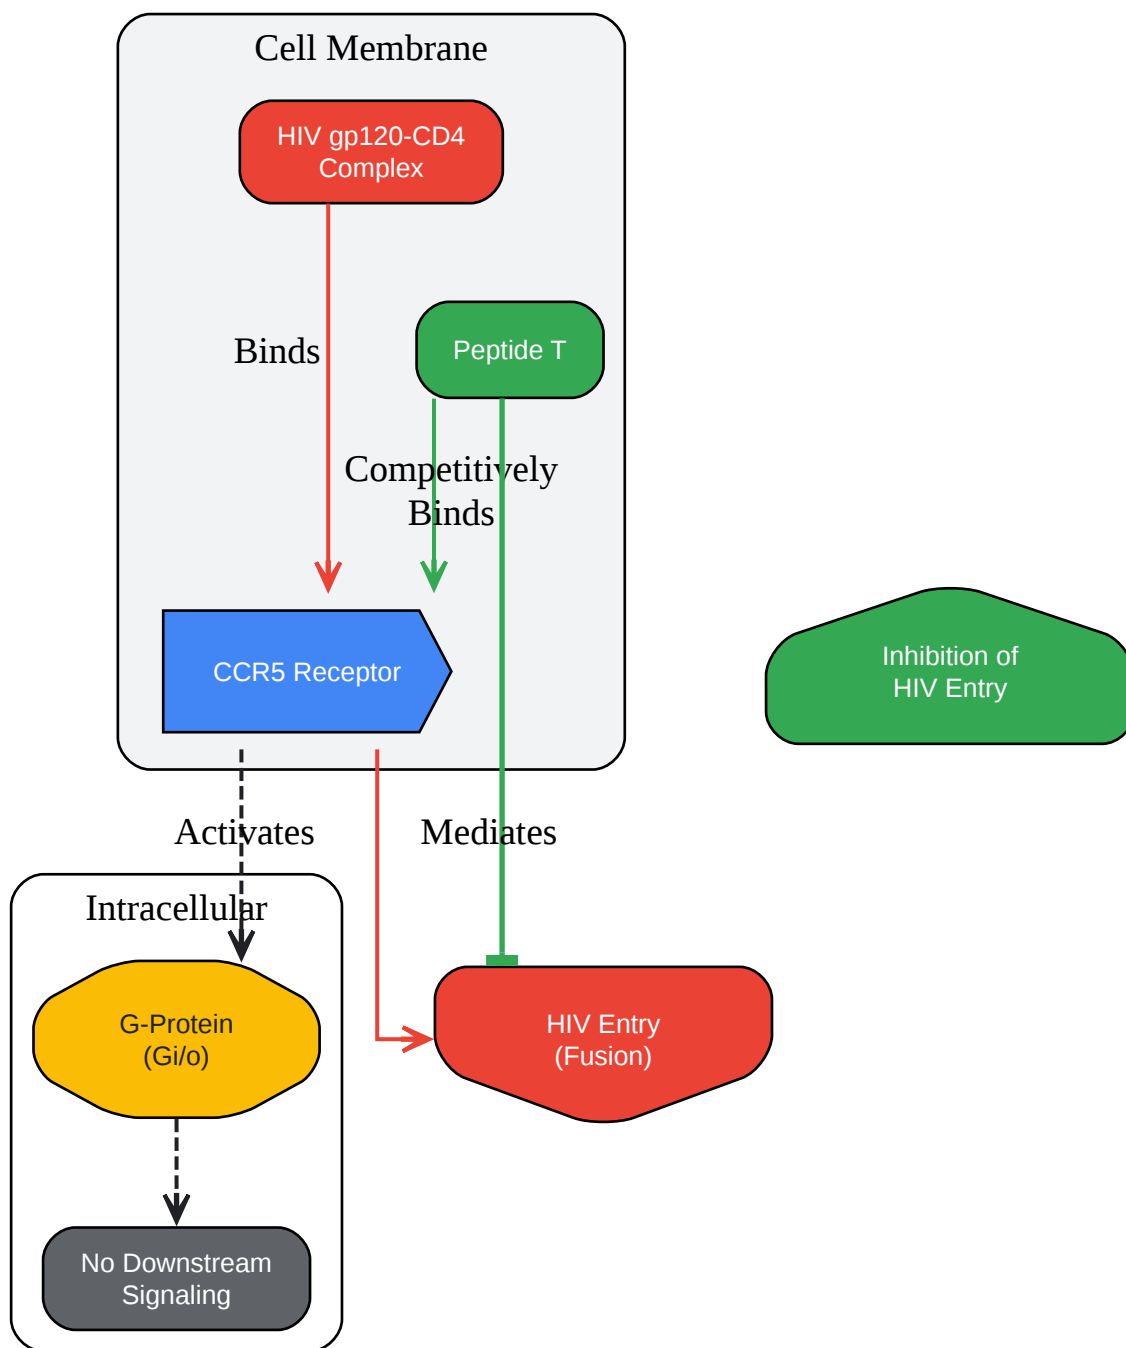 Cell Membrane
HIV gp120-CD4
Complex
Binds
Peptide T
Competitively
Binds
CCR5 Receptor
Inhibition of
HIV Entry
Activates
Mediates
Intracellular
G-Protein
(Gi/o)
HIV Entry
(Fusion)
No Downstream
Signaling